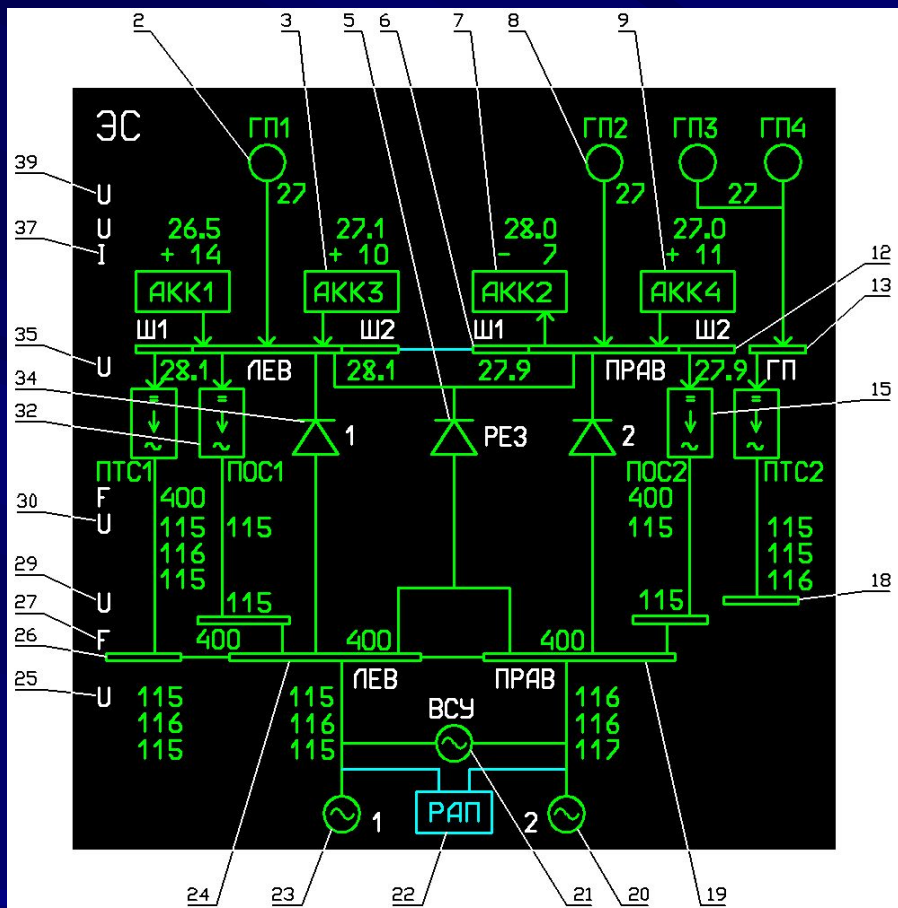 2 3 5 6 7 8 9
ЭС ГП1 ГП2 ГП3 ГП4
39 U 27 27 27
37 U 26.5 27.1 28.0 27.0
I + 14 + 10 - 7 + 11
АКК1 АКК3 АКК2 АКК4 12 13
Ш1 Ш2 Ш1 Ш2
35 U 28.1 ЛЕВ 28.1 27.9 ПРАВ 27.9 ГП
34 = = = = 15
32 1 РЕЗ 2
~ ~ ~ ~
ПТС1 ПОС1 ПОС2 ПТС2
F 400 400
30 U 115 115 115 115
116 115
115 116
29 U 115 115 18
27 F 400 400 400
26 ЛЕВ ПРАВ
25 U 115 115 116
116 116 116
115 115 117
ВСУ
~
~ 1 РАП 2 ~
24 23 22 21 20 19